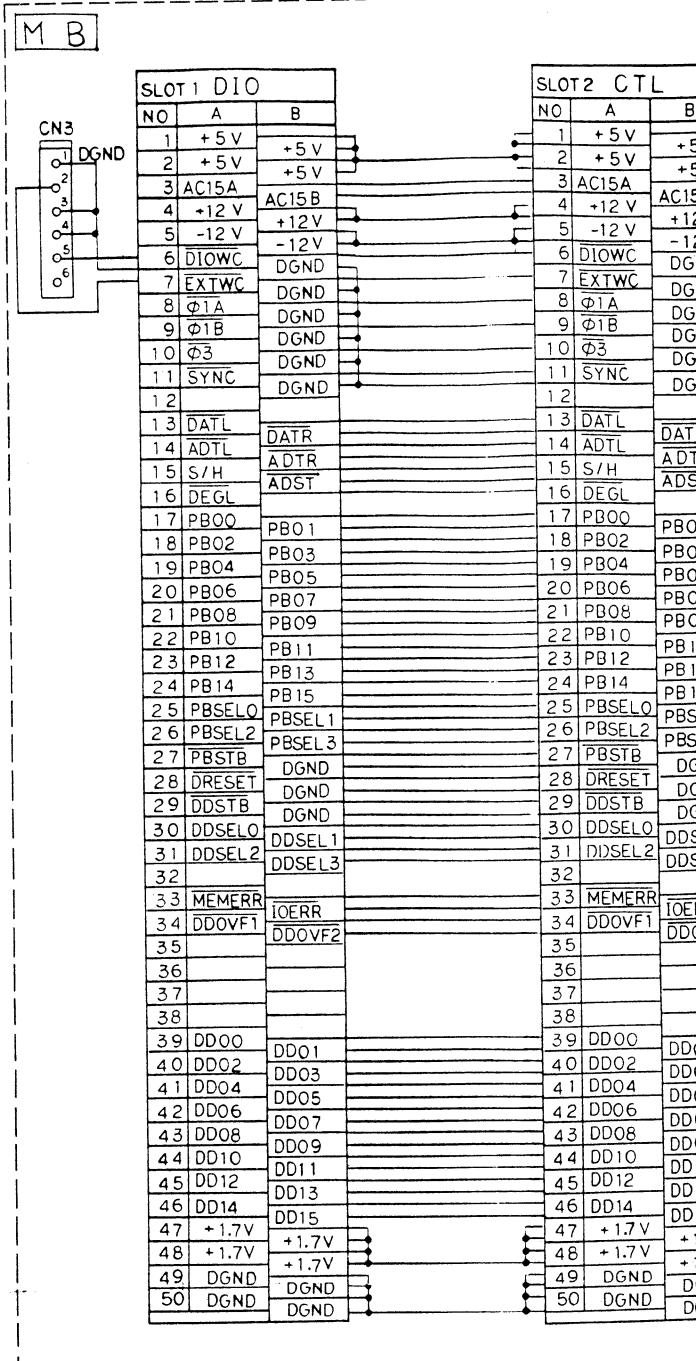 M B
SLOT1 DIO
NO A B
1 +5V +5V
2 +5V +5V
3 AC15A AC15B
4 +12V +12V
5 -12V -12V
6 DIOWC DGND
7 EXTWC DGND
8 Φ1A DGND
9 Φ1B DGND
10 Φ3 DGND
11 SYNC DGND
12
13 DATL DATR
14 ADTL ADTR
15 S/H ADST
16 DEGL
17 PB00 PB01
18 PB02 PB03
19 PB04 PB05
20 PB06 PB07
21 PB08 PB09
22 PB10 PB11
23 PB12 PB13
24 PB14 PB15
25 PBSEL0 PBSEL1
26 PBSEL2 PBSEL3
27 PBSTB DGND
28 DRESET DGND
29 DDSTB DGND
30 DDSEL0 DDSEL1
31 DDSEL2 DDSEL3
32
33 MEMERR IOERR
34 DDOVF1 DDOVF2
35
36
37
38
39 DD00 DD01
40 DD02 DD03
41 DD04 DD05
42 DD06 DD07
43 DD08 DD09
44 DD10 DD11
45 DD12 DD13
46 DD14 DD15
47 +1.7V +1.7V
48 +1.7V +1.7V
49 DGND DGND
50 DGND DGND
CN3
1 DGND
2
3
4
5
6
SLOT2 CTL
NO A B
1 +5V
2 +5V
3 AC15A
4 +12V
5 -12V
6 DIOWC
7 EXTWC
8 Φ1A
9 Φ1B
10 Φ3
11 SYNC
12
13 DATL
14 ADTL
15 S/H
16 DEGL
17 PB00
18 PB02
19 PB04
20 PB06
21 PB08
22 PB10
23 PB12
24 PB14
25 PBSEL0
26 PBSEL2
27 PBSTB
28 DRESET
29 DDSTB
30 DDSEL0
31 DDSEL2
32
33 MEMERR
34 DDOVF1
35
36
37
38
39 DD00
40 DD02
41 DD04
42 DD06
43 DD08
44 DD10
45 DD12
46 DD14
47 +1.7V
48 +1.7V
49 DGND
50 DGND